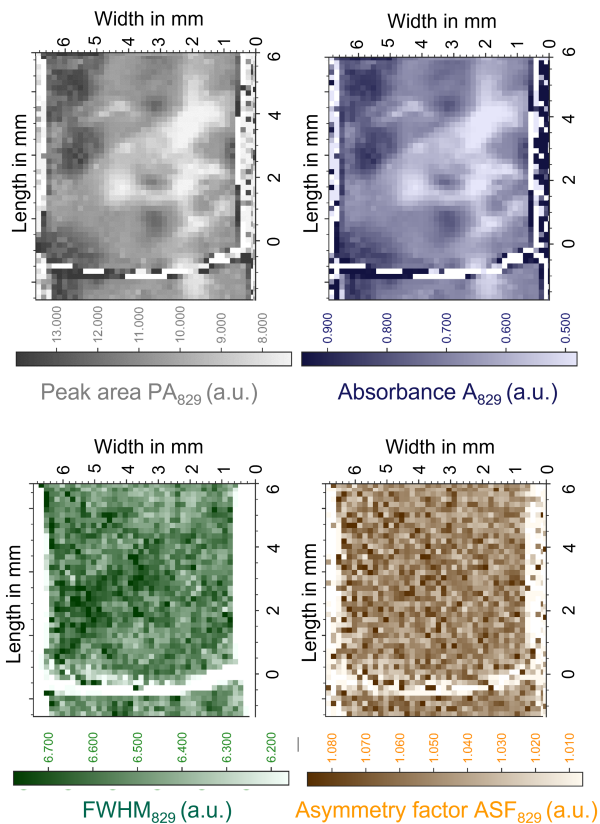 Width in mm
6 5 4 3 2 1 0
Length in mm
6
4
2
0
13.000 12.000 11.000 10.000 9.000 8.000
Peak area PA829 (a.u.)
Width in mm
6 5 4 3 2 1 0
Length in mm
6
4
2
0
0.900 0.800 0.700 0.600 0.500
Absorbance A829 (a.u.)
Width in mm
6 5 4 3 2 1 0
Length in mm
6
4
2
0
6.700 6.600 6.500 6.400 6.300 6.200
FWHM829 (a.u.)
Width in mm
6 5 4 3 2 1 0
Length in mm
6
4
2
0
1.080 1.070 1.060 1.050 1.040 1.030 1.020 1.010
Asymmetry factor ASF829 (a.u.)